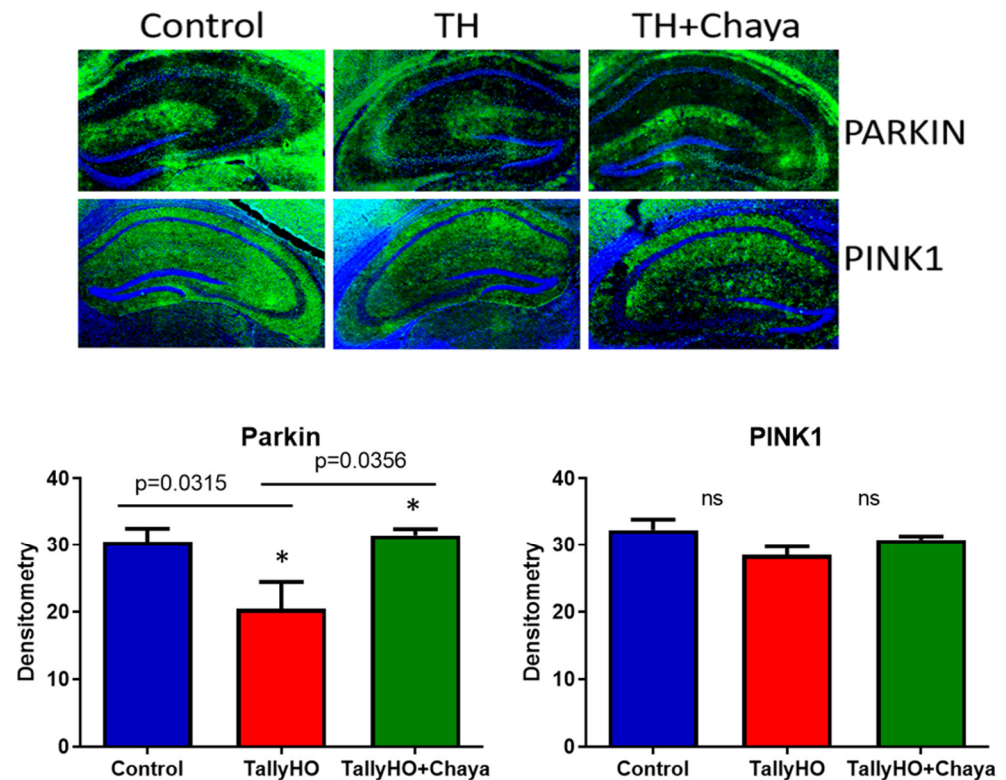 Control TH TH+Chaya
PARKIN
PINK1
Parkin
p=0.0315
p=0.0356
*
*
Densitometry
40
30
20
10
0
Control TallyHO TallyHO+Chaya
PINK1
ns ns
Densitometry
40
30
20
10
0
Control TallyHO TallyHO+Chaya